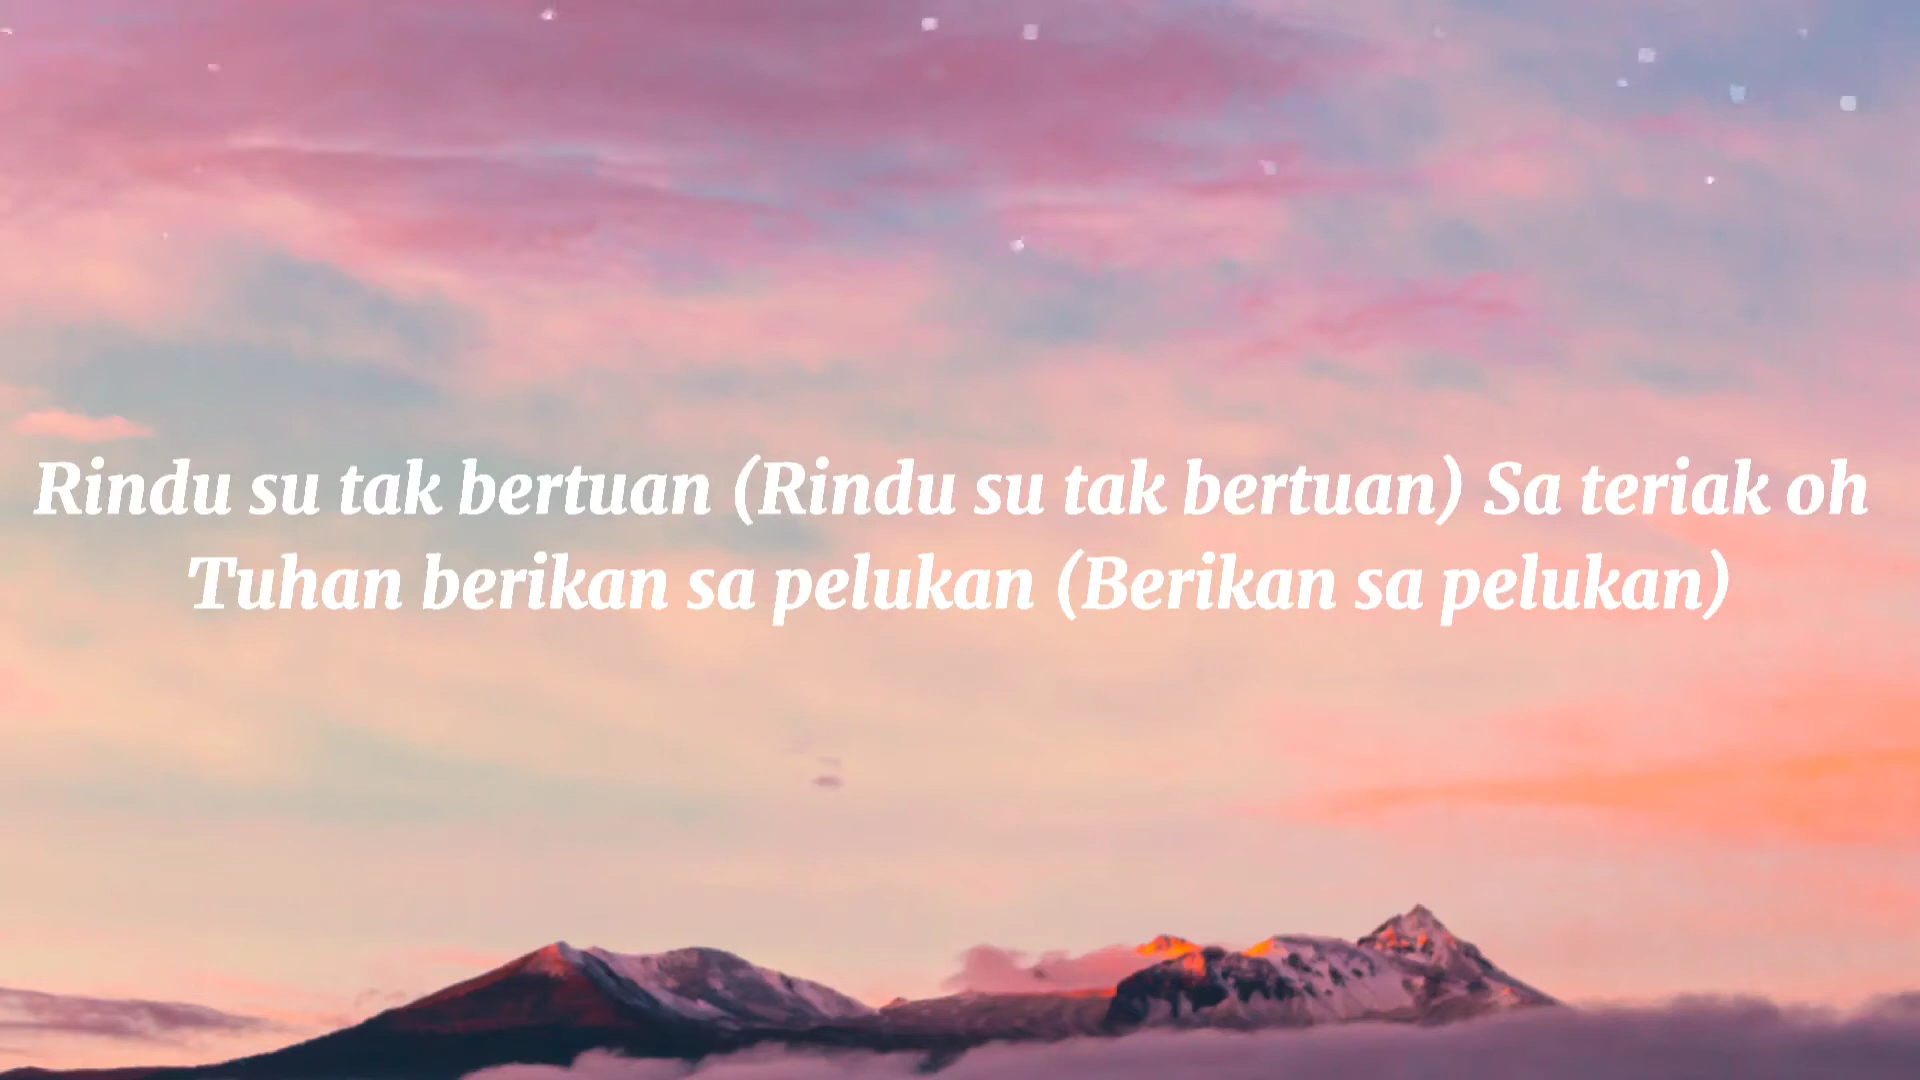 Rindu su tak bertuan (Rindu su tak bertuan) Sa teriak oh
Tuhan berikan sa pelukan (Berikan sa pelukan)